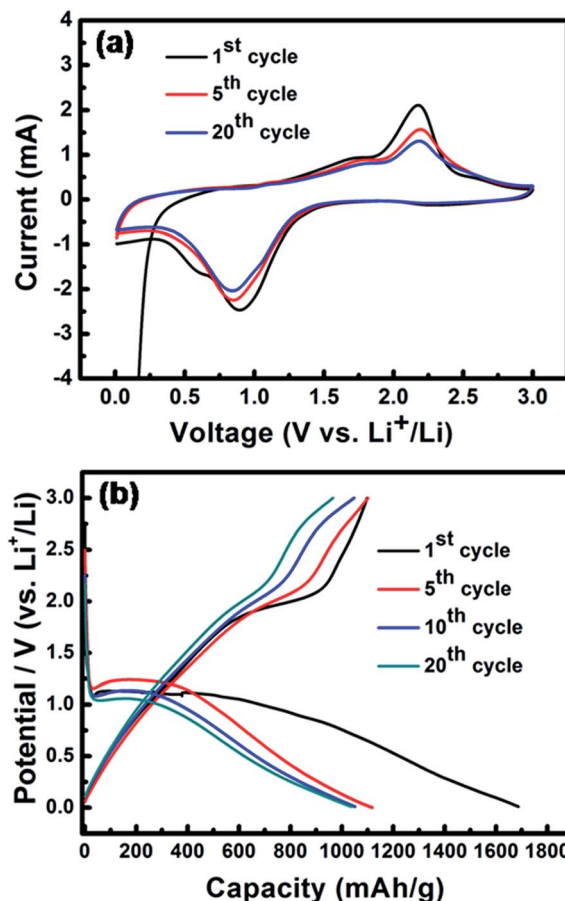 (a)
1st cycle
5th cycle
20th cycle
Current (mA)
4
3
2
1
0
-1
-2
-3
-4
0.0 0.5 1.0 1.5 2.0 2.5 3.0
Voltage (V vs. Li+/Li)
(b)
1st cycle
5th cycle
10th cycle
20th cycle
Potential / V (vs. Li+/Li)
3.0
2.5
2.0
1.5
1.0
0.5
0.0
0 200 400 600 800 1000 1200 1400 1600 1800
Capacity (mAh/g)